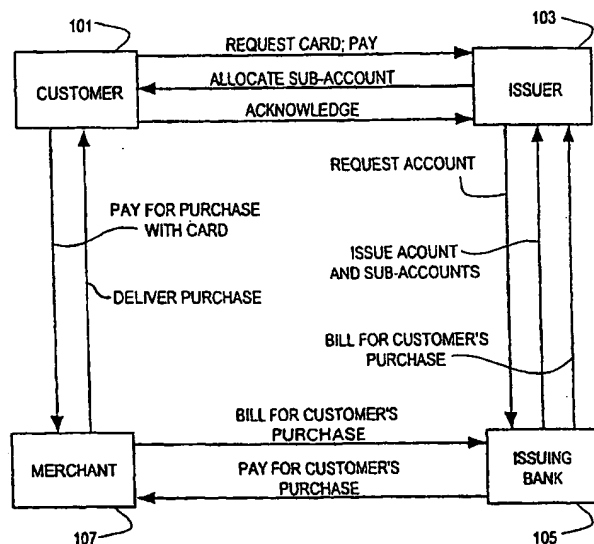 101
103
CUSTOMER
REQUEST CARD; PAY
ALLOCATE SUB-ACCOUNT
ACKNOWLEDGE
ISSUER
REQUEST ACCOUNT
PAY FOR PURCHASE
WITH CARD
ISSUE ACOUNT
AND SUB-ACCOUNTS
DELIVER PURCHASE
BILL FOR CUSTOMER'S
PURCHASE
BILL FOR CUSTOMER'S
PURCHASE
MERCHANT
PAY FOR CUSTOMER'S
PURCHASE
ISSUING
BANK
107
105